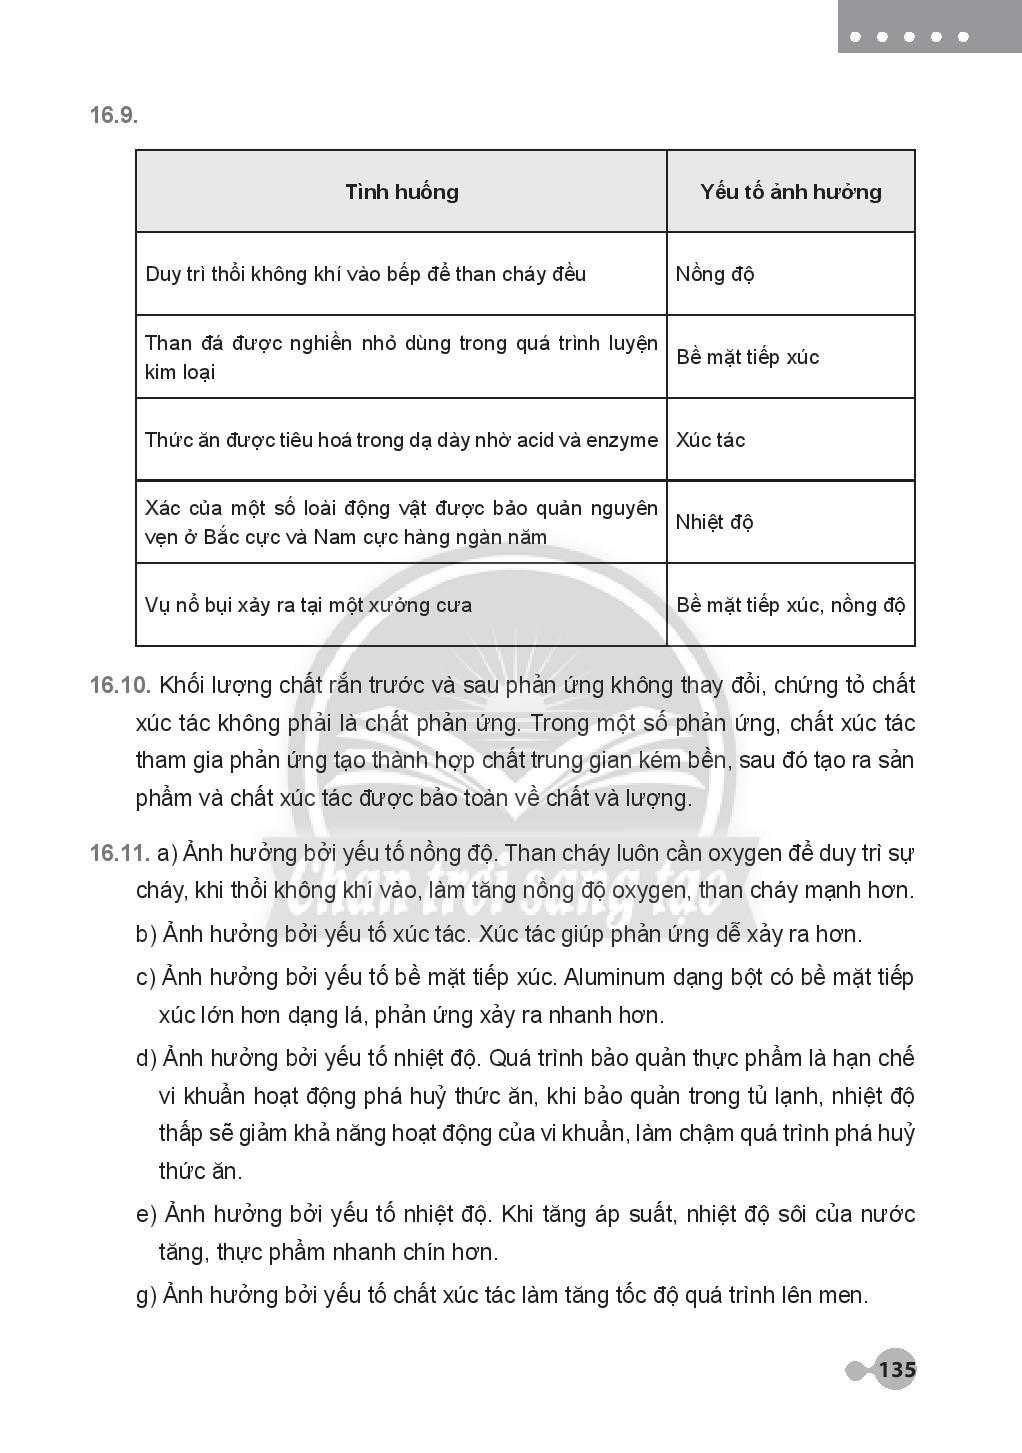 16.9.
Tình huống
Yếu tố ảnh hưởng
Duy trì thổi không khí vào bếp để than cháy đều
Nồng độ
Than đá được nghiền nhỏ dùng trong quá trình luyện
kim loại
Bề mặt tiếp xúc
Thức ăn được tiêu hoá trong dạ dày nhờ acid và enzyme
Xúc tác
Xác của một số loài động vật được bảo quản nguyên
vẹn ở Bắc cực và Nam cực hàng ngàn năm
Nhiệt độ
Vụ nổ bụi xảy ra tại một xưởng cưa
Bề mặt tiếp xúc, nồng độ
16.10. Khối lượng chất rắn trước và sau phản ứng không thay đổi, chứng tỏ chất
xúc tác không phải là chất phản ứng. Trong một số phản ứng, chất xúc tác
tham gia phản ứng tạo thành hợp chất trung gian kém bền, sau đó tạo ra sản
phẩm và chất xúc tác được bảo toàn về chất và lượng.
16.11. a) Ảnh hưởng bởi yếu tố nồng độ. Than cháy luôn cần oxygen để duy trì sự
cháy, khi thổi không khí vào, làm tăng nồng độ oxygen, than cháy mạnh hơn.
Chân trời sáng tạo
b) Ảnh hưởng bởi yếu tố xúc tác. Xúc tác giúp phản ứng dễ xảy ra hơn.
c) Ảnh hưởng bởi yếu tố bề mặt tiếp xúc. Aluminum dạng bột có bề mặt tiếp
xúc lớn hơn dạng lá, phản ứng xảy ra nhanh hơn.
d) Ảnh hưởng bởi yếu tố nhiệt độ. Quá trình bảo quản thực phẩm là hạn chế
vi khuẩn hoạt động phá huỷ thức ăn, khi bảo quản trong tủ lạnh, nhiệt độ
thấp sẽ giảm khả năng hoạt động của vi khuẩn, làm chậm quá trình phá huỷ
thức ăn.
e) Ảnh hưởng bởi yếu tố nhiệt độ. Khi tăng áp suất, nhiệt độ sôi của nước
tăng, thực phẩm nhanh chín hơn.
g) Ảnh hưởng bởi yếu tố chất xúc tác làm tăng tốc độ quá trình lên men.
135